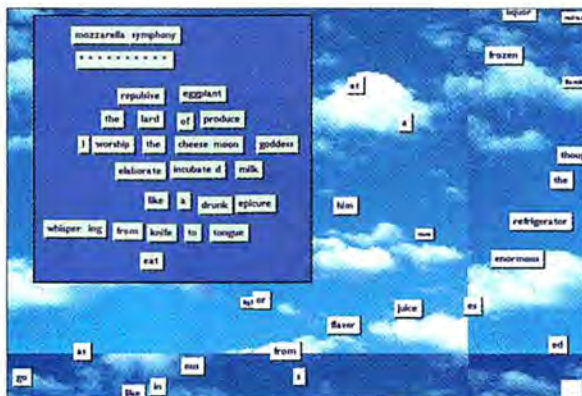 mozzarella symphony
* * * * * * * * * *
repulsive eggplant
the lard of produce
I worship the cheese moon goddess
elaborate incubate d milk
like a drunk epicure
whisper ing from knife to tongue
eat
liquor
frozen
at
a
the
him
refrigerator
enormous
or
juice
es
flavor
as
from
ed
go
like
in
s